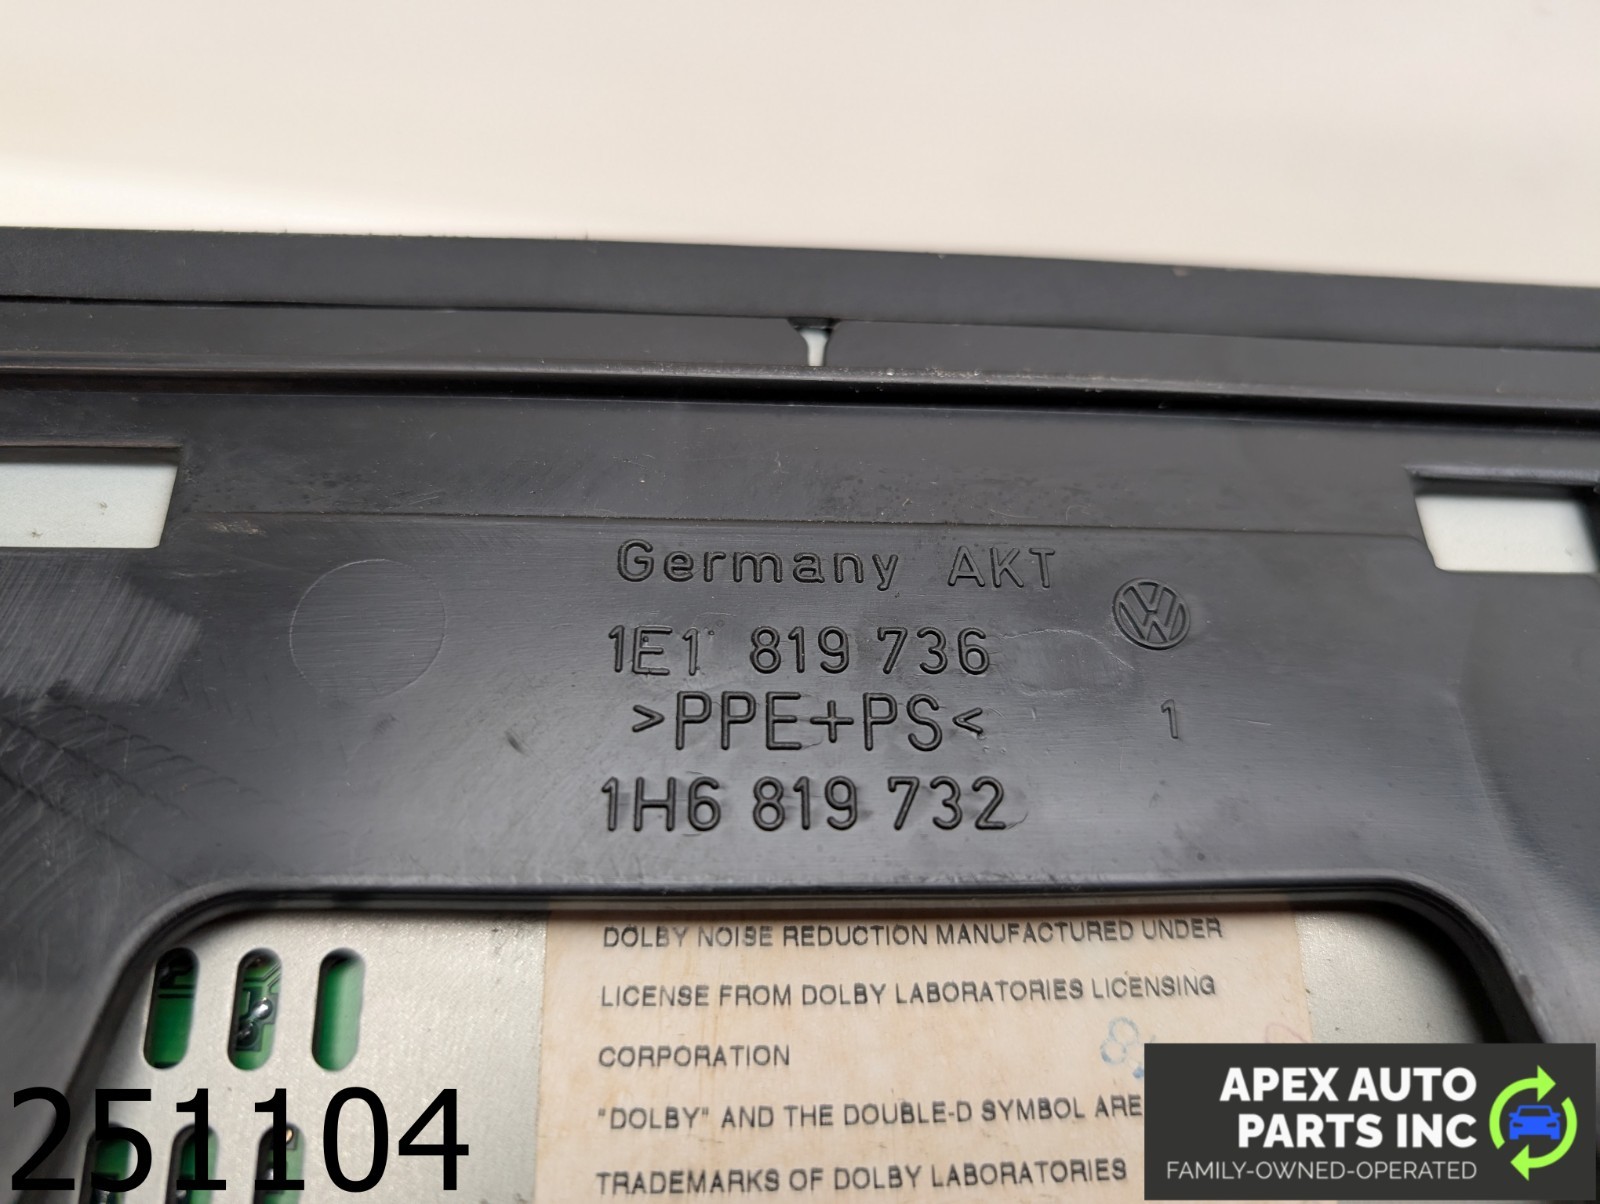 Germany AKT
1E1 819 736
>PPE+PS< 1
1H6 819 732
DOLBY NOISE REDUCTION MANUFACTURED UNDER
LICENSE FROM DOLBY LABORATORIES LICENSING
CORPORATION
"DOLBY" AND THE DOUBLE-D SYMBOL ARE
TRADEMARKS OF DOLBY LABORATORIES
251104
APEX AUTO
PARTS INC
FAMILY-OWNED-OPERATED